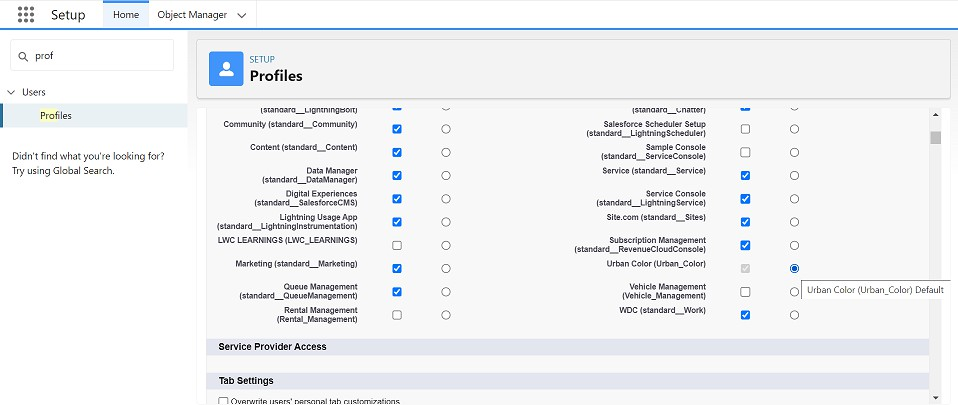 Setup
Home
Object Manager
prof
Users
Profiles
Didn't find what you're looking for?
Try using Global Search.
SETUP
Profiles
(standard__LightningBolt)
Community (standard__Community)
Content (standard__Content)
Data Manager
(standard__DataManager)
Digital Experiences
(standard__SalesforceCMS)
Lightning Usage App
(standard__LightningInstrumentation)
LWC LEARNINGS (LWC_LEARNINGS)
Marketing (standard__Marketing)
Queue Management
(standard__QueueManagement)
Rental Management
(Rental_Management)
(standard__Chatter)
Salesforce Scheduler Setup
(standard__LightningScheduler)
Sample Console
(standard__ServiceConsole)
Service (standard__Service)
Service Console
(standard__LightningService)
Site.com (standard__Sites)
Subscription Management
(standard__RevenueCloudConsole)
Urban Color (Urban_Color)
Vehicle Management
(Vehicle_Management)
WDC (standard__Work)
Urban Color (Urban_Color) Default
Service Provider Access
Tab Settings
Overwrite users' personal tab customizations